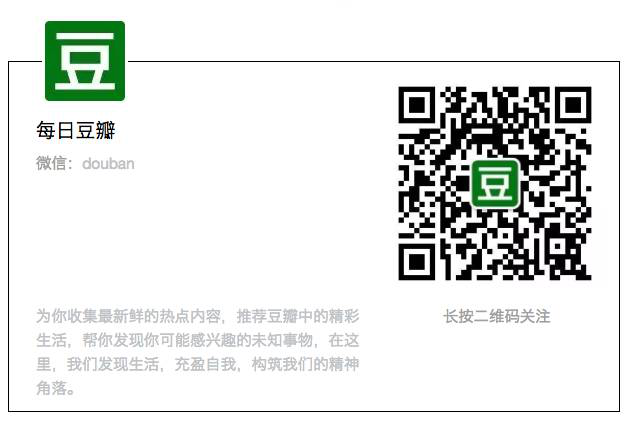 豆
每日豆瓣
微信：douban
豆
为你收集最新鲜的热点内容，推荐豆瓣中的精彩
生活，帮你发现你可能感兴趣的未知事物，在这
里，我们发现生活，充盈自我，构筑我们的精神
角落。
长按二维码关注